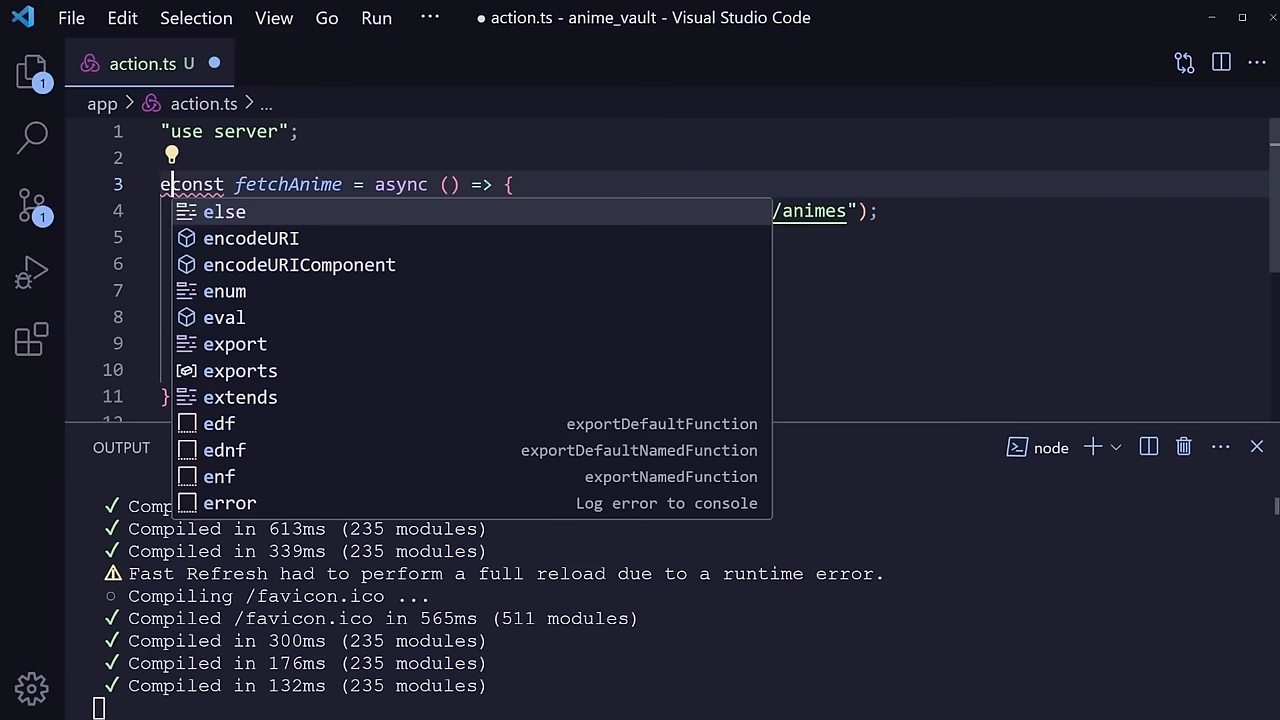 File Edit Selection View Go Run ··· ● action.ts - anime_vault - Visual Studio Code
action.ts U
app > action.ts > ...
1 "use server";
2
3 econst fetchAnime = async () => {
4 /animes");
5
6
7
8
9
10
11 }
else
encodeURI
encodeURIComponent
enum
eval
export
exports
extends
edf exportDefaultFunction
ednf exportDefaultNamedFunction
enf exportNamedFunction
error Log error to console
1
1
OUTPUT
node
✓ Comp
✓ Compiled in 613ms (235 modules)
✓ Compiled in 339ms (235 modules)
⚠ Fast Refresh had to perform a full reload due to a runtime error.
○ Compiling /favicon.ico ...
✓ Compiled /favicon.ico in 565ms (511 modules)
✓ Compiled in 300ms (235 modules)
✓ Compiled in 176ms (235 modules)
✓ Compiled in 132ms (235 modules)